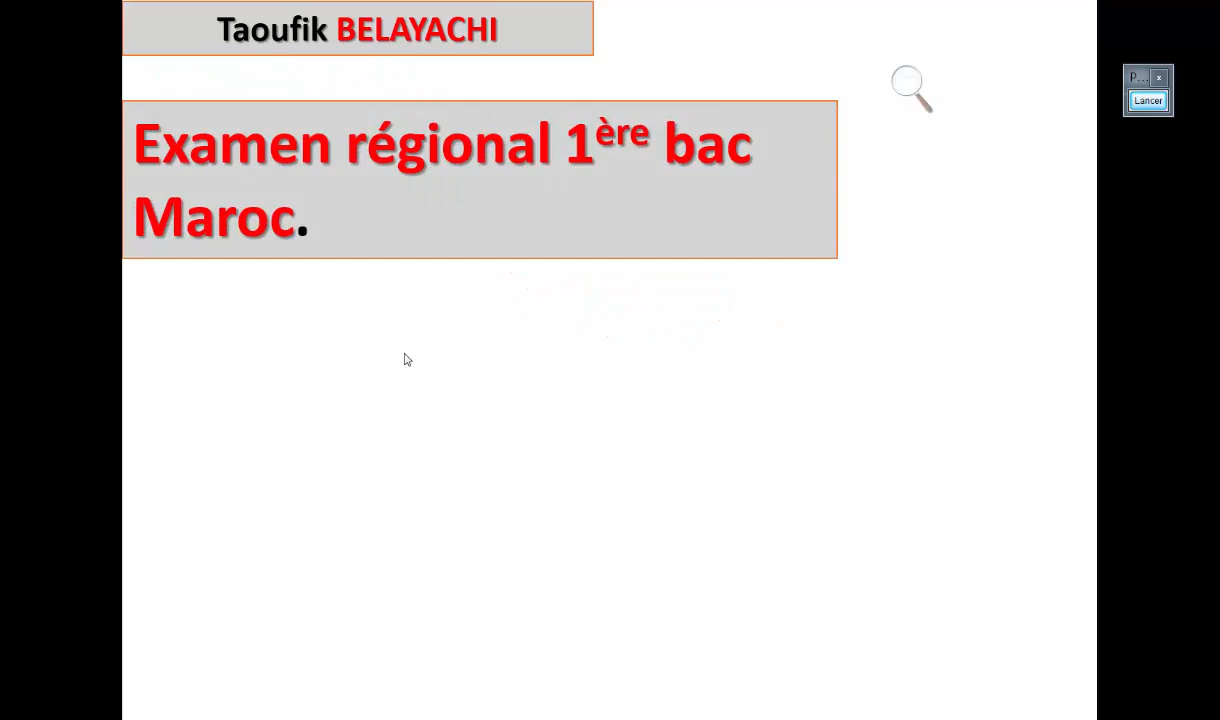 Taoufik BELAYACHI
Examen régional 1ère bac
Maroc.
P... x
Lancer